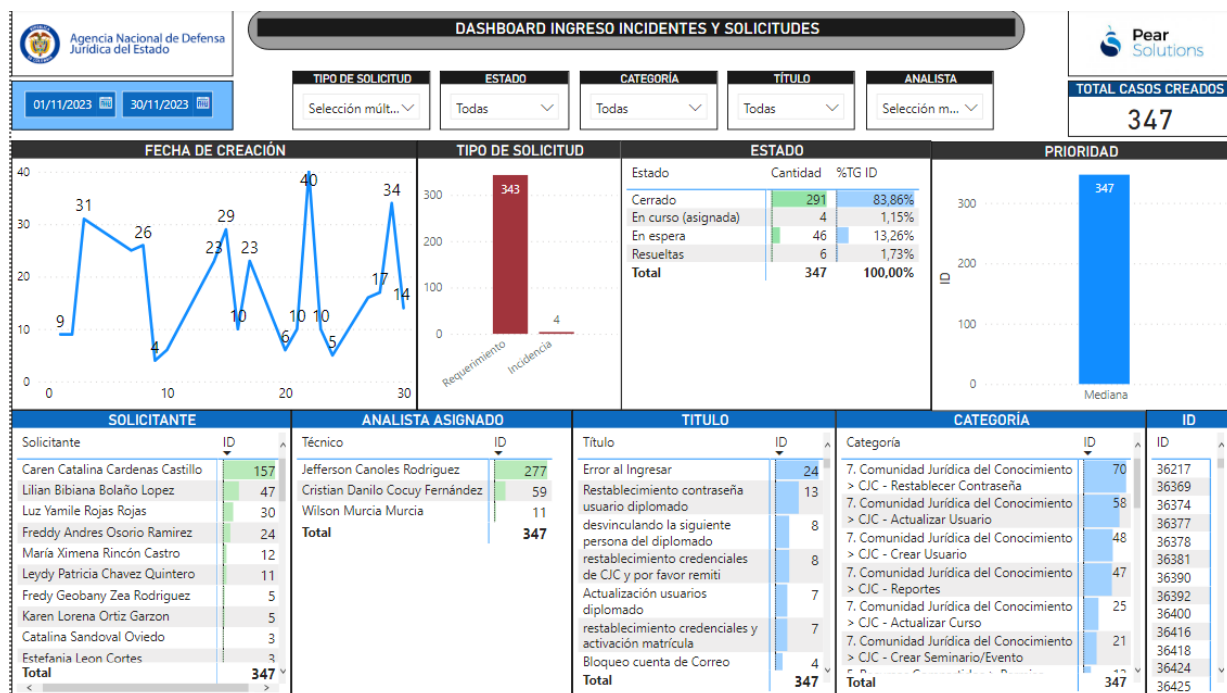 Agencia Nacional de Defensa
Jurídica del Estado
DASHBOARD INGRESO INCIDENTES Y SOLICITUDES
Pear
Solutions
01/11/2023
30/11/2023
TIPO DE SOLICITUD
Selección múlt...
ESTADO
Todas
CATEGORÍA
Todas
TÍTULO
Todas
ANALISTA
Selección m...
TOTAL CASOS CREADOS
347
FECHA DE CREACIÓN
40
30
20
10
0
9
31
26
4
23
29
10
23
6
10
40
10
5
17
34
14
0
10
20
30
TIPO DE SOLICITUD
300
200
100
0
343
4
Requerimiento
Incidencia
ESTADO
Estado Cantidad %TG ID
Cerrado 291 83,86%
En curso (asignada) 4 1,15%
En espera 46 13,26%
Resueltas 6 1,73%
Total 347 100,00%
PRIORIDAD
ID
300
200
100
0
347
Mediana
SOLICITANTE
Solicitante ID
Caren Catalina Cardenas Castillo 157
Lilian Bibiana Bolaño Lopez 47
Luz Yamile Rojas Rojas 30
Freddy Andres Osorio Ramirez 24
María Ximena Rincón Castro 12
Leydy Patricia Chavez Quintero 11
Fredy Geobany Zea Rodriguez 5
Karen Lorena Ortiz Garzon 5
Catalina Sandoval Oviedo 3
Estefania Leon Cortes 3
Total 347
ANALISTA ASIGNADO
Técnico ID
Jefferson Canoles Rodriguez 277
Cristian Danilo Cocuy Fernández 59
Wilson Murcia Murcia 11
Total 347
TITULO
Título ID
Error al Ingresar 24
Restablecimiento contraseña
usuario diplomado 13
desvinculando la siguiente
persona del diplomado 8
restablecimiento credenciales
de CJC y por favor remiti 8
Actualización usuarios
diplomado 7
restablecimiento credenciales y
activación matrícula 7
Bloqueo cuenta de Correo 4
Total 347
CATEGORÍA
Categoría ID
7. Comunidad Jurídica del Conocimiento
> CJC - Restablecer Contraseña 70
7. Comunidad Jurídica del Conocimiento
> CJC - Actualizar Usuario 58
7. Comunidad Jurídica del Conocimiento
> CJC - Crear Usuario 48
7. Comunidad Jurídica del Conocimiento
> CJC - Reportes 47
7. Comunidad Jurídica del Conocimiento
> CJC - Actualizar Curso 25
7. Comunidad Jurídica del Conocimiento
> CJC - Crear Seminario/Evento 21
Total 347
ID
ID
36217
36369
36374
36377
36378
36381
36390
36392
36400
36416
36418
36424
36425